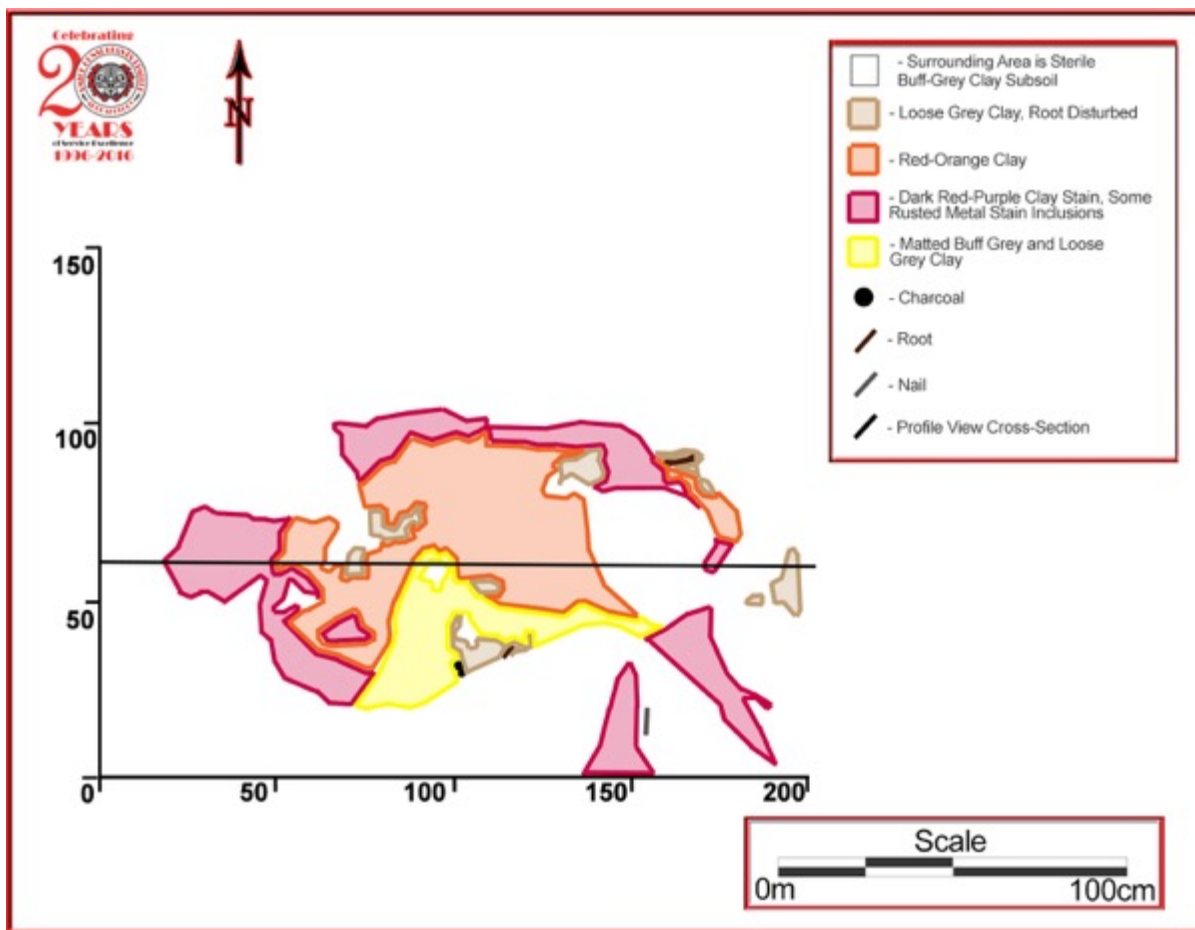 Celebrating
20
YEARS
of Service Excellence
1996-2016
N
- Surrounding Area is Sterile
Buff-Grey Clay Subsoil
- Loose Grey Clay, Root Disturbed
- Red-Orange Clay
- Dark Red-Purple Clay Stain, Some
Rusted Metal Stain Inclusions
- Matted Buff Grey and Loose
Grey Clay
- Charcoal
- Root
- Nail
- Profile View Cross-Section
150
100
50
0
50
100
150
200
Scale
0m
100cm